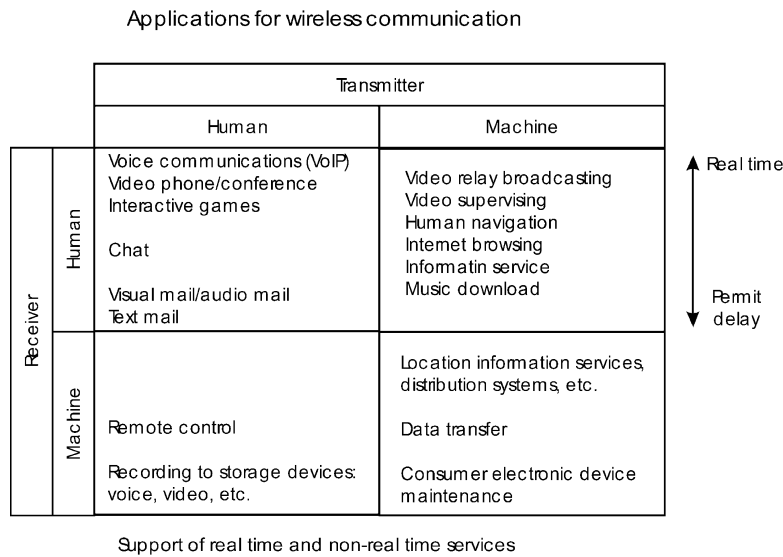 Applications for wireless communication
Transmitter
Human
Machine
Receiver
Human
Voice communications (VoIP)
Video phone/conference
Interactive games
Chat
Visual mail/audio mail
Text mail
Video relay broadcasting
Video supervising
Human navigation
Internet browsing
Informatin service
Music download
Real time
Permit
delay
Machine
Remote control
Recording to storage devices:
voice, video, etc.
Location information services,
distribution systems, etc.
Data transfer
Consumer electronic device
maintenance
Support of real time and non-real time services